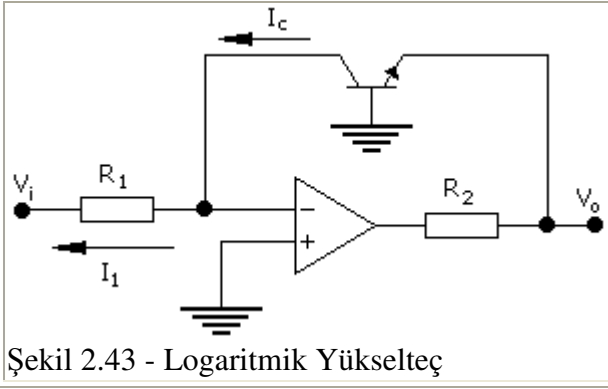 I_c
R_1
V_i
R_2
V_o
−
+
I_1
Şekil 2.43 - Logaritmik Yükselteç